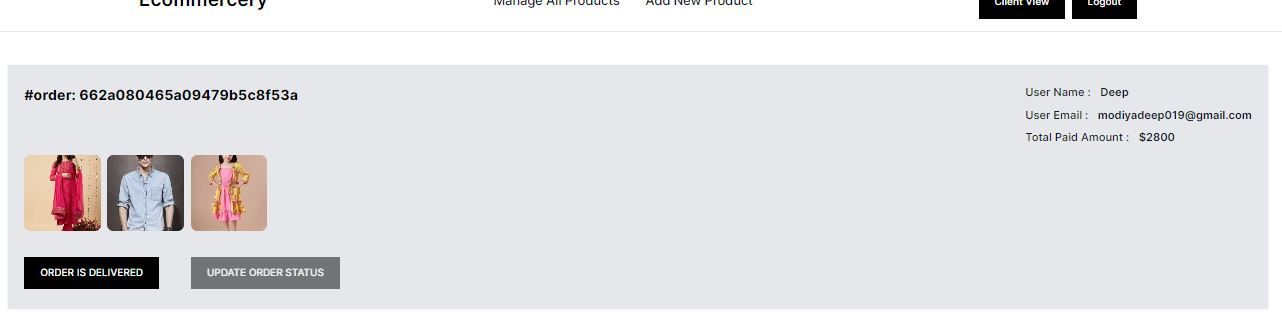 Ecommercery
Manage All Products
Add New Product
Client View
Logout
#order: 662a080465a09479b5c8f53a
User Name : Deep
User Email : modiyadeep019@gmail.com
Total Paid Amount : $2800
ORDER IS DELIVERED
UPDATE ORDER STATUS